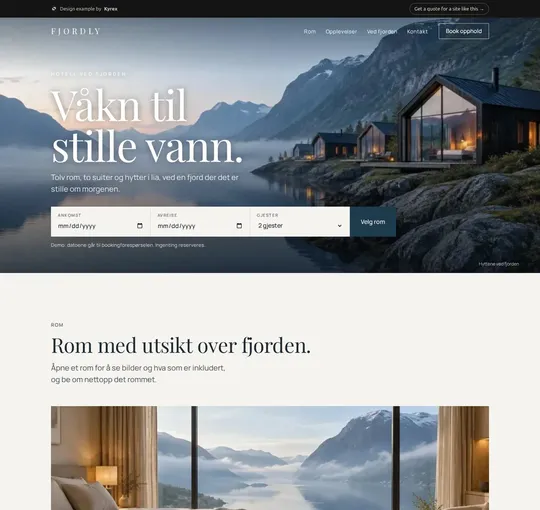 Design example by Kyrex
Get a quote for a site like this →
FJORDLY
Rom Opplevelser Ved fjorden Kontakt Book opphold
HOTELL VED FJORDEN
Våkn til
stille vann.
Tolv rom, to suiter og hytter i lia, ved en fjord der det er
stille om morgenen.
ANKOMST AVREISE GJESTER
mm/dd/yyyy mm/dd/yyyy 2 gjester Velg rom
Demo: datoene går til bookingforespørselen. Ingenting reserveres.
Hyttene ved fjorden
ROM
Rom med utsikt over fjorden.
Åpne et rom for å se bilder og hva som er inkludert,
og be om nettopp det rommet.